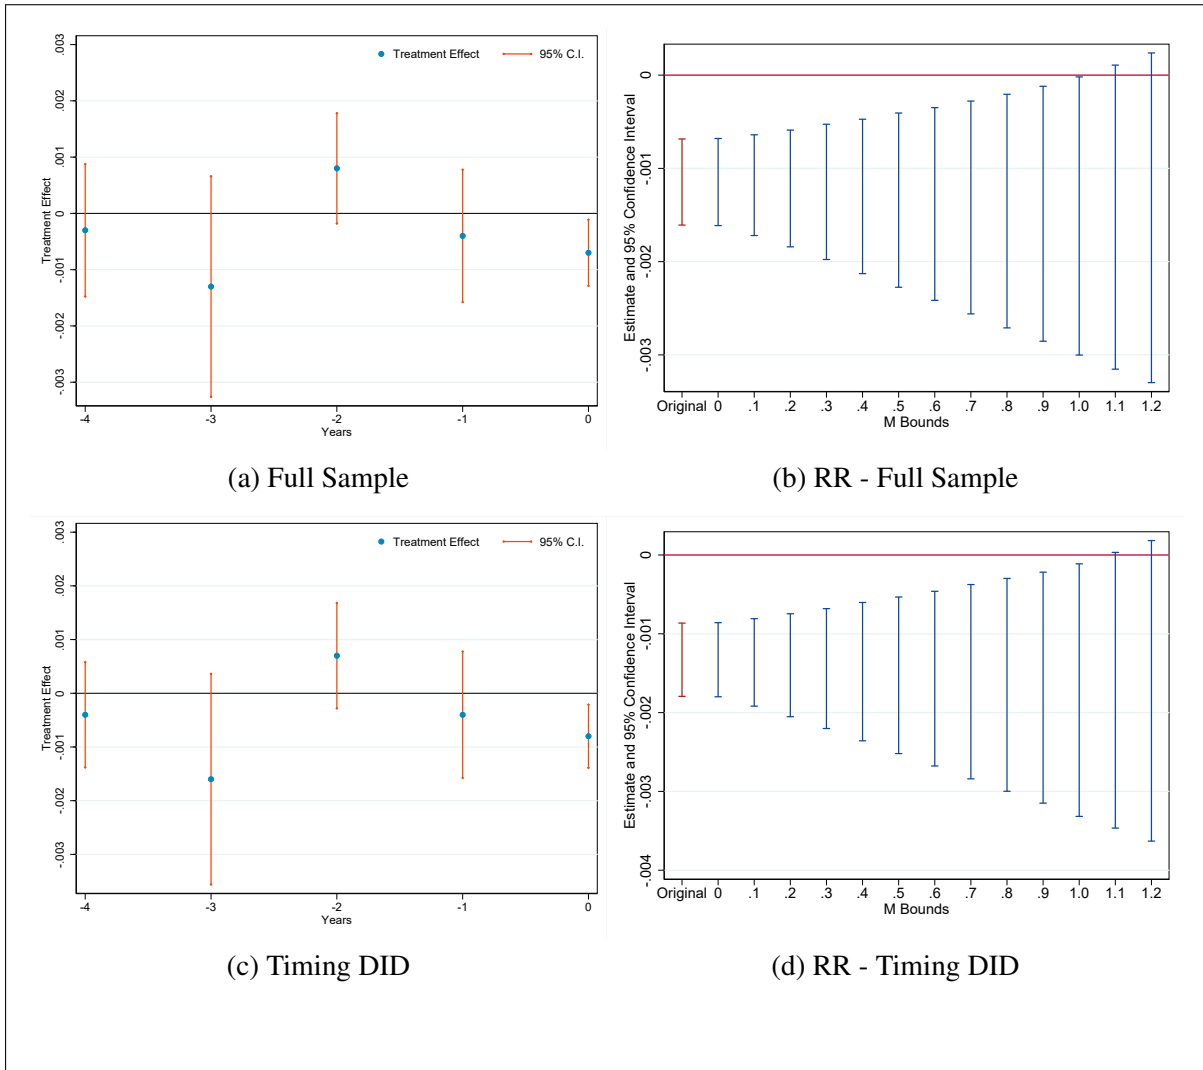 Treatment Effect 95% C.I.
.003
.002
.001
0
-.001
-.002
-.003
Treatment Effect
-4 -3 -2 -1 0
Years
(a) Full Sample
0
-.001
-.002
-.003
Estimate and 95% Confidence Interval
Original 0 .1 .2 .3 .4 .5 .6 .7 .8 .9 1.0 1.1 1.2
M Bounds
(b) RR - Full Sample
Treatment Effect 95% C.I.
.003
.002
.001
0
-.001
-.002
-.003
Treatment Effect
-4 -3 -2 -1 0
Years
(c) Timing DID
0
-.001
-.002
-.003
-.004
Estimate and 95% Confidence Interval
Original 0 .1 .2 .3 .4 .5 .6 .7 .8 .9 1.0 1.1 1.2
M Bounds
(d) RR - Timing DID